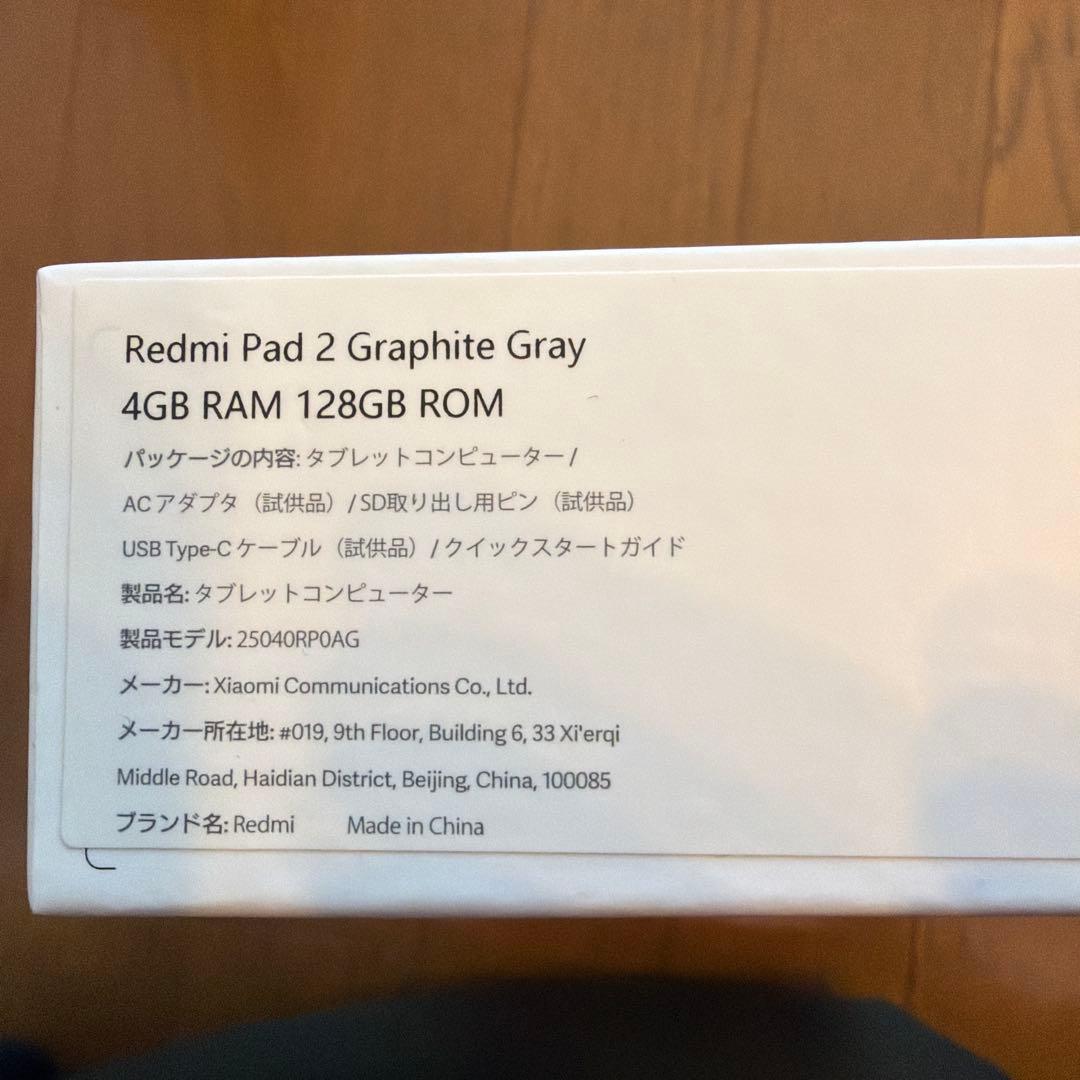 Redmi Pad 2 Graphite Gray
4GB RAM 128GB ROM
パッケージの内容: タブレットコンピューター /
AC アダプタ（試供品）/ SD取り出し用ピン（試供品）
USB Type-C ケーブル（試供品）/ クイックスタートガイド
製品名: タブレットコンピューター
製品モデル: 25040RP0AG
メーカー: Xiaomi Communications Co., Ltd.
メーカー所在地: #019, 9th Floor, Building 6, 33 Xi'erqi
Middle Road, Haidian District, Beijing, China, 100085
ブランド名: Redmi Made in China